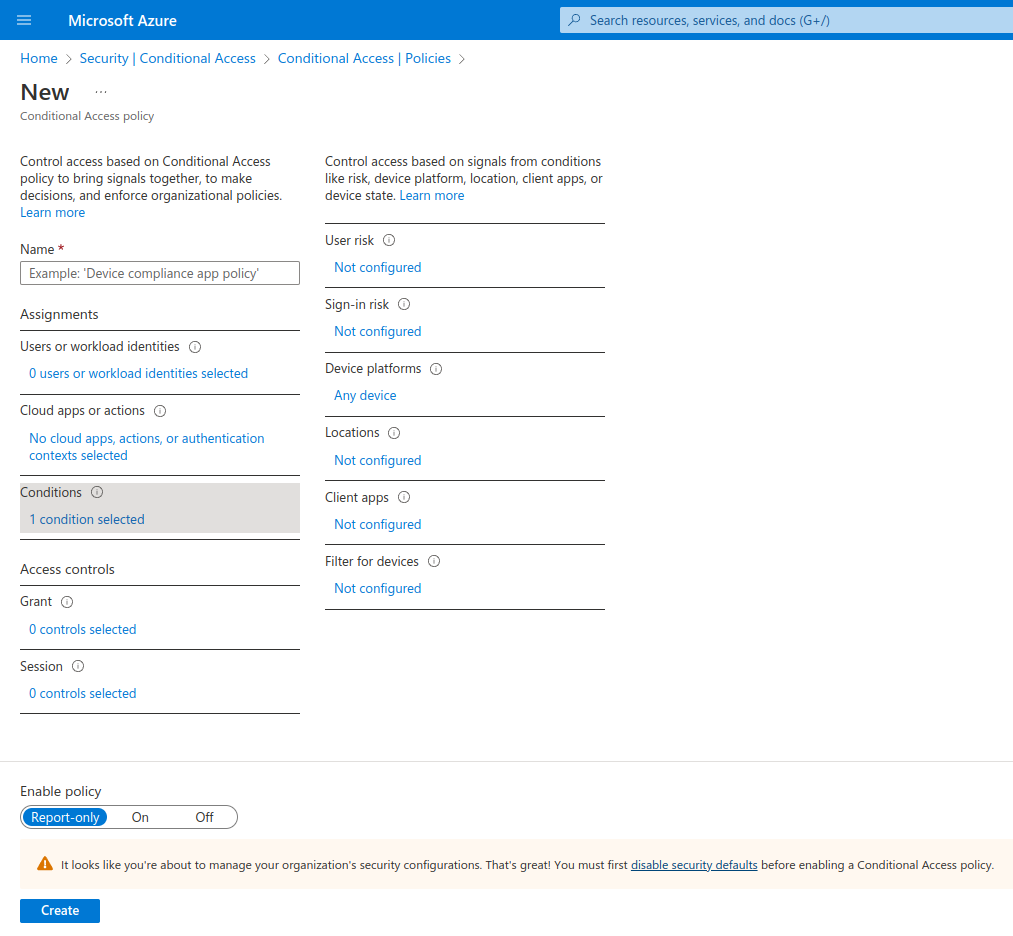 Microsoft Azure
Search resources, services, and docs (G+/)
Home > Security | Conditional Access > Conditional Access | Policies >
New ...
Conditional Access policy
Control access based on Conditional Access
policy to bring signals together, to make
decisions, and enforce organizational policies.
Learn more
Name *
Example: 'Device compliance app policy'
Assignments
Users or workload identities
0 users or workload identities selected
Cloud apps or actions
No cloud apps, actions, or authentication
contexts selected
Conditions
1 condition selected
Access controls
Grant
0 controls selected
Session
0 controls selected
Control access based on signals from conditions
like risk, device platform, location, client apps, or
device state. Learn more
User risk
Not configured
Sign-in risk
Not configured
Device platforms
Any device
Locations
Not configured
Client apps
Not configured
Filter for devices
Not configured
Enable policy
Report-only On Off
It looks like you're about to manage your organization's security configurations. That's great! You must first disable security defaults before enabling a Conditional Access policy.
Create